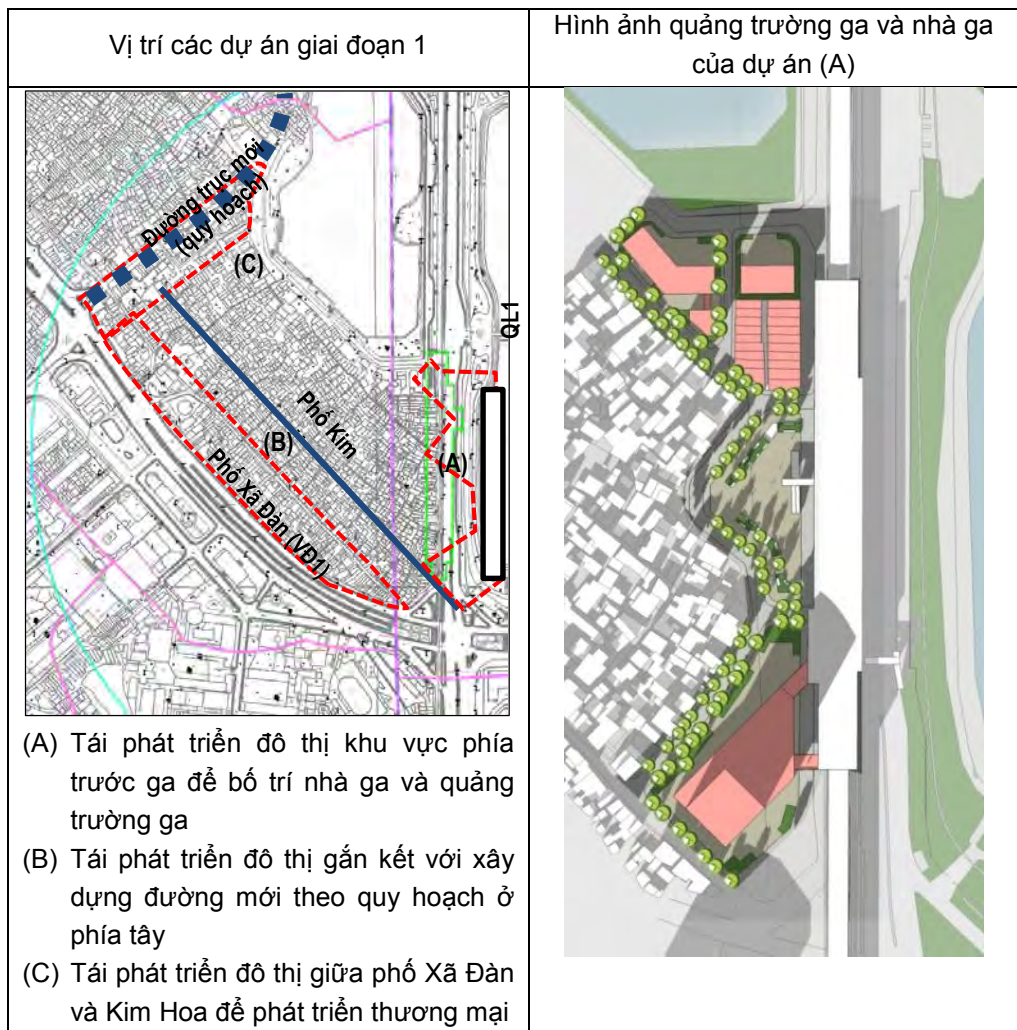 Vị trí các dự án giai đoạn 1
Hình ảnh quảng trường ga và nhà ga
của dự án (A)
Đường trục mới
(quy hoạch)
(C)
QL1
Phố Kim
(B)
(A)
Phố Xã Đàn (VĐ1)
(A) Tái phát triển đô thị khu vực phía
trước ga để bố trí nhà ga và quảng
trường ga
(B) Tái phát triển đô thị gắn kết với xây
dựng đường mới theo quy hoạch ở
phía tây
(C) Tái phát triển đô thị giữa phố Xã Đàn
và Kim Hoa để phát triển thương mại